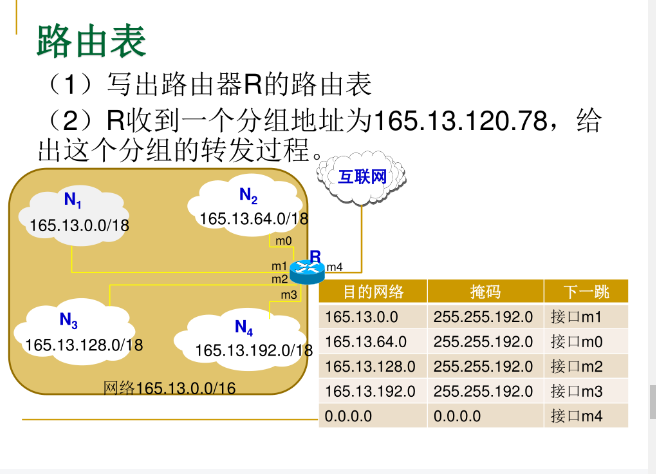 路由表
（1）写出路由器R的路由表
（2）R收到一个分组地址为165.13.120.78，给
出这个分组的转发过程。
互联网
N1
165.13.0.0/18
N2
165.13.64.0/18
m0
R
m1
m4
m2
m3
N3
165.13.128.0/18
N4
165.13.192.0/18
网络165.13.0.0/16
目的网络 掩码 下一跳
165.13.0.0 255.255.192.0 接口m1
165.13.64.0 255.255.192.0 接口m0
165.13.128.0 255.255.192.0 接口m2
165.13.192.0 255.255.192.0 接口m3
0.0.0.0 0.0.0.0 接口m4